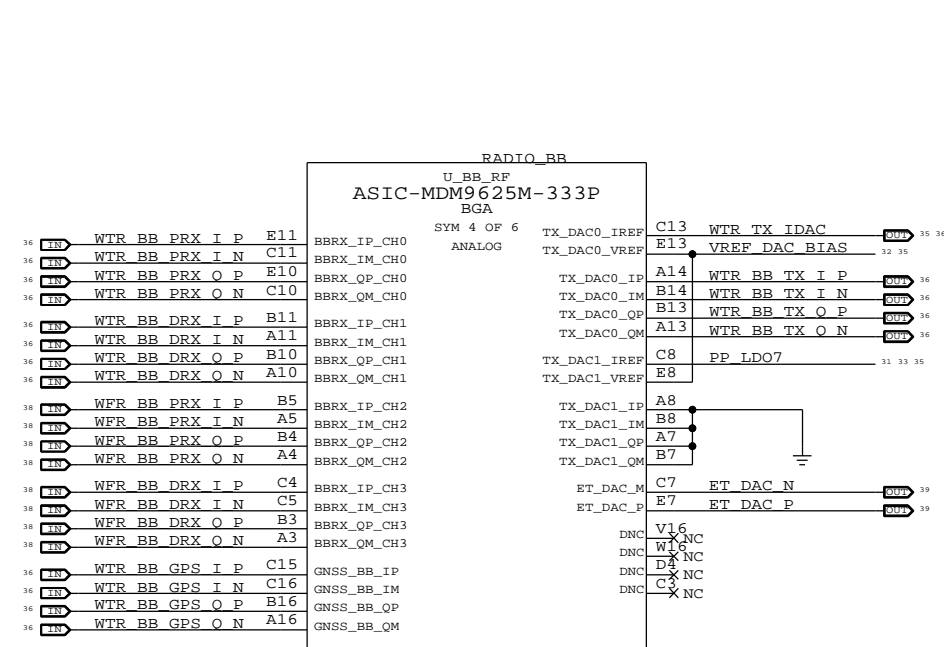 RADIO_BB
U_BB_RF
ASIC-MDM9625M-333P
BGA
SYM 4 OF 6
ANALOG
36 IN WTR_BB_PRX_I_P E11 BBRX_IP_CH0
36 IN WTR_BB_PRX_I_N C11 BBRX_IM_CH0
36 IN WTR_BB_PRX_Q_P E10 BBRX_QP_CH0
36 IN WTR_BB_PRX_Q_N C10 BBRX_QM_CH0
36 IN WTR_BB_DRX_I_P B11 BBRX_IP_CH1
36 IN WTR_BB_DRX_I_N A11 BBRX_IM_CH1
36 IN WTR_BB_DRX_Q_P B10 BBRX_QP_CH1
36 IN WTR_BB_DRX_Q_N A10 BBRX_QM_CH1
38 IN WFR_BB_PRX_I_P B5 BBRX_IP_CH2
38 IN WFR_BB_PRX_I_N A5 BBRX_IM_CH2
38 IN WFR_BB_PRX_Q_P B4 BBRX_QP_CH2
38 IN WFR_BB_PRX_Q_N A4 BBRX_QM_CH2
38 IN WFR_BB_DRX_I_P C4 BBRX_IP_CH3
38 IN WFR_BB_DRX_I_N C5 BBRX_IM_CH3
38 IN WFR_BB_DRX_Q_P B3 BBRX_QP_CH3
38 IN WFR_BB_DRX_Q_N A3 BBRX_QM_CH3
36 IN WTR_BB_GPS_I_P C15 GNSS_BB_IP
36 IN WTR_BB_GPS_I_N C16 GNSS_BB_IM
36 IN WTR_BB_GPS_Q_P B16 GNSS_BB_QP
36 IN WTR_BB_GPS_Q_N A16 GNSS_BB_QM
TX_DAC0_IREF C13 WTR_TX_IDAC OUT 35 36
TX_DAC0_VREF E13 VREF_DAC_BIAS 32 35
TX_DAC0_IP A14 WTR_BB_TX_I_P OUT 36
TX_DAC0_IM B14 WTR_BB_TX_I_N OUT 36
TX_DAC0_QP B13 WTR_BB_TX_Q_P OUT 36
TX_DAC0_QM A13 WTR_BB_TX_Q_N OUT 36
TX_DAC1_IREF C8 PP_LDO7 31 33 35
TX_DAC1_VREF E8
TX_DAC1_IP A8
TX_DAC1_IM B8
TX_DAC1_QP A7
TX_DAC1_QM B7
ET_DAC_M C7 ET_DAC_N OUT 39
ET_DAC_P E7 ET_DAC_P OUT 39
DNC V16 NC
DNC W16 NC
DNC D4 NC
DNC C3 NC